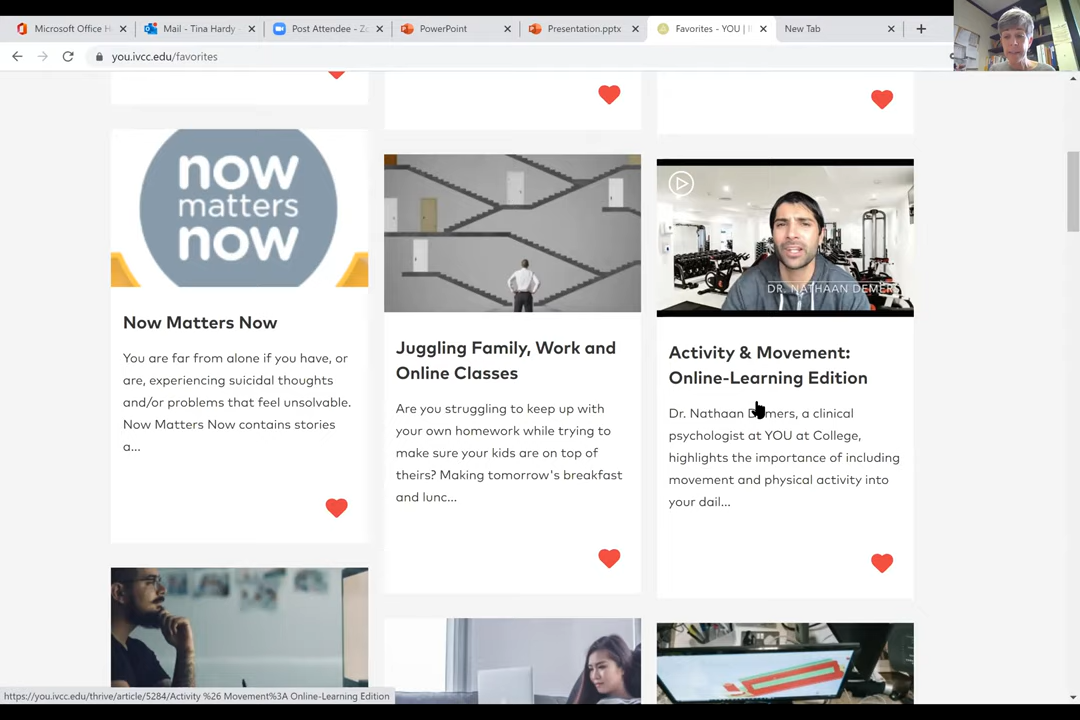 Microsoft Office H
Mail - Tina Hardy -
Post Attendee - Zo
PowerPoint
Presentation.pptx
Favorites - YOU | I
New Tab
you.ivcc.edu/favorites
now
matters
now
Now Matters Now
You are far from alone if you have, or
are, experiencing suicidal thoughts
and/or problems that feel unsolvable.
Now Matters Now contains stories
a...
Juggling Family, Work and
Online Classes
Are you struggling to keep up with
your own homework while trying to
make sure your kids are on top of
theirs? Making tomorrow's breakfast
and lunc...
DR. NATHAAN DEMERS
Activity & Movement:
Online-Learning Edition
Dr. Nathaan Demers, a clinical
psychologist at YOU at College,
highlights the importance of including
movement and physical activity into
your dail...
https://you.ivcc.edu/thrive/article/5284/Activity %26 Movement%3A Online-Learning Edition